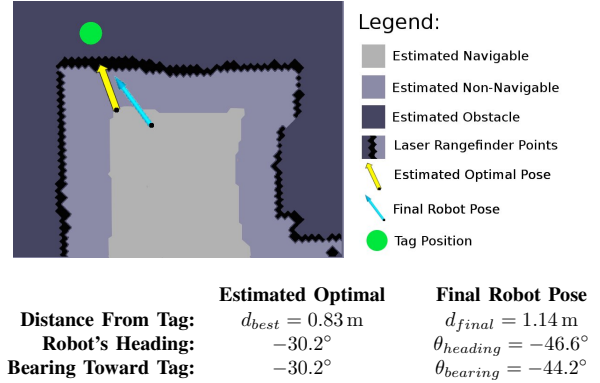 Legend:
Estimated Navigable
Estimated Non-Navigable
Estimated Obstacle
Laser Rangefinder Points
Estimated Optimal Pose
Final Robot Pose
Tag Position
Estimated Optimal Final Robot Pose
Distance From Tag: d_best = 0.83 m d_final = 1.14 m
Robot's Heading: −30.2° θ_heading = −46.6°
Bearing Toward Tag: −30.2° θ_bearing = −44.2°